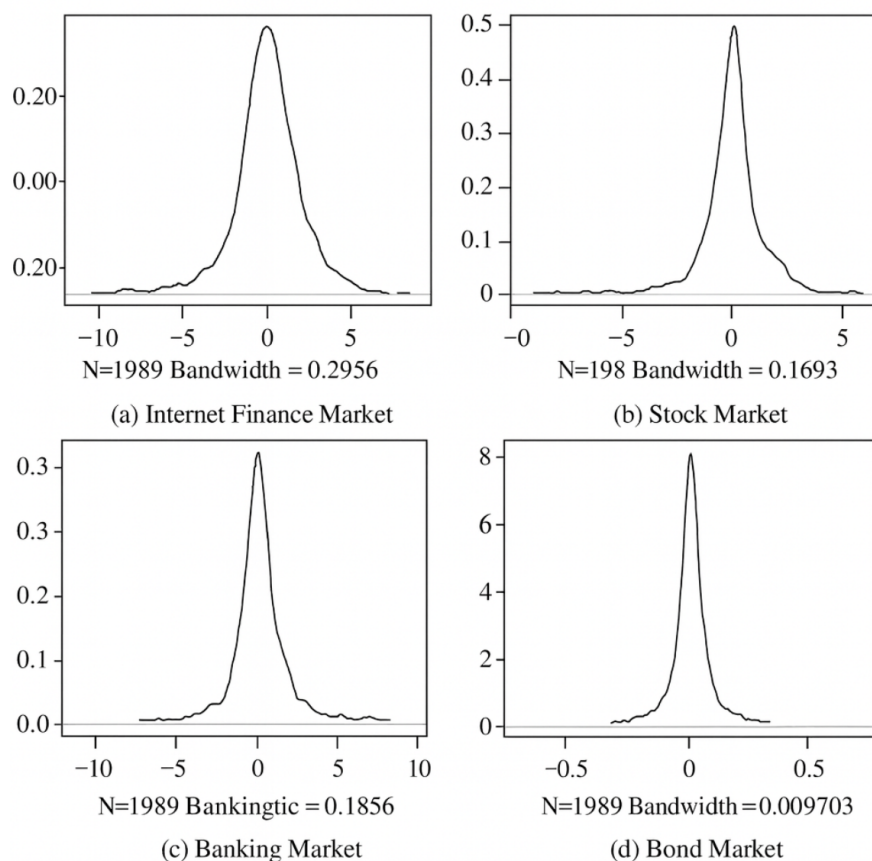 0.20
0.00
0.20
−10 −5 0 5
N=1989 Bandwidth = 0.2956
(a) Internet Finance Market
0.5
0.4
0.3
0.2
0.1
0
−0 −5 0 5
N=198 Bandwidth = 0.1693
(b) Stock Market
0.3
0.3
0.2
0.1
0.0
−10 −5 0 5 10
N=1989 Bankingtic = 0.1856
(c) Banking Market
8
6
4
2
0
−0.5 0 0.5
N=1989 Bandwidth=0.009703
(d) Bond Market